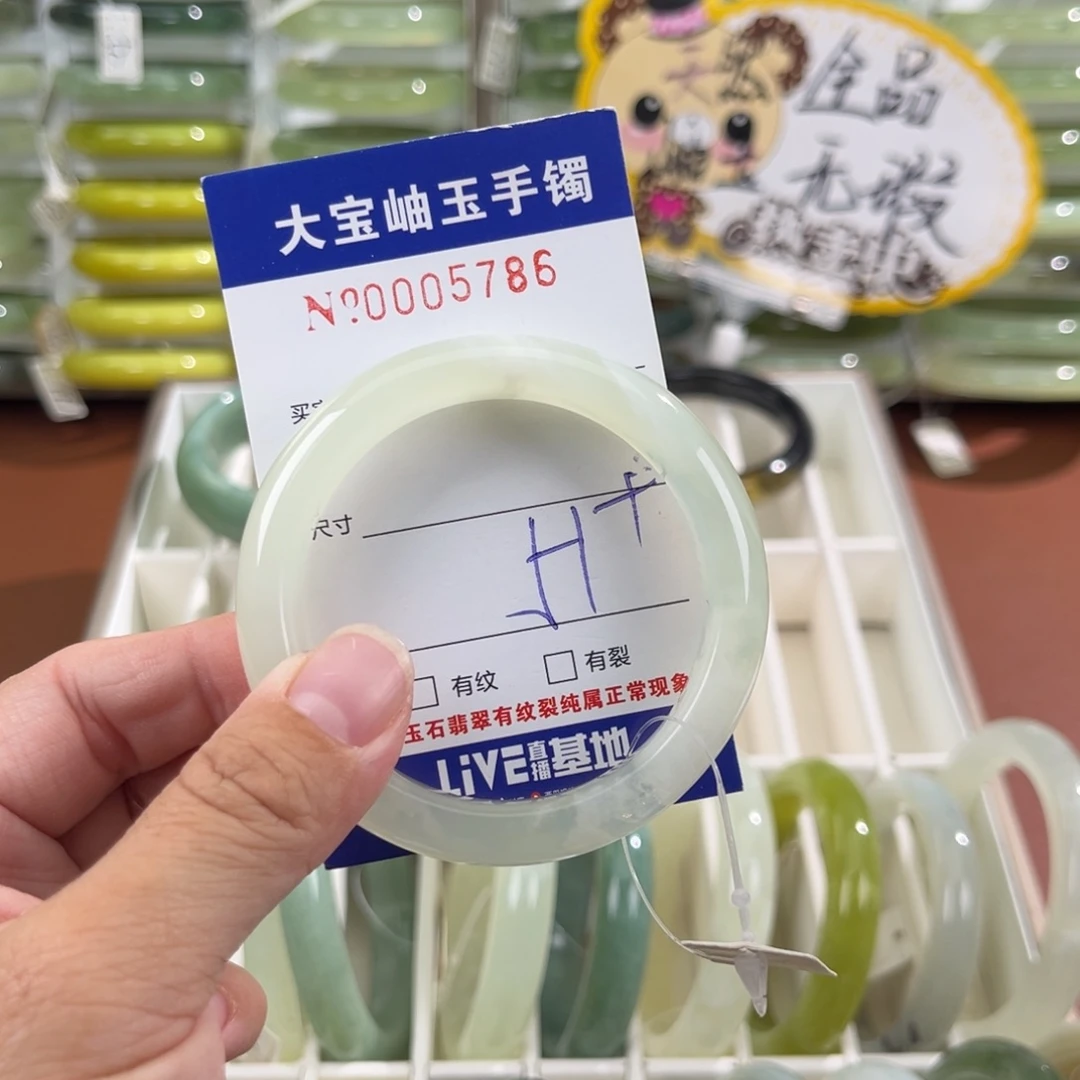 全品
无瑕
大宝岫玉手镯
Nº0005786
买
尺寸
有纹 有裂
玉石翡翠有纹裂纯属正常现象
LiVE直播基地